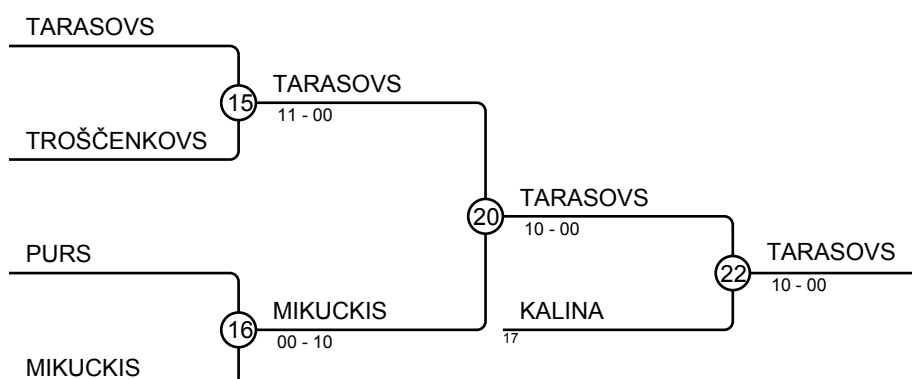 TARASOVS
15
TARASOVS
11 - 00
TROŠČENKOVS
20
TARASOVS
10 - 00
PURS
22
TARASOVS
10 - 00
16
MIKUCKIS
00 - 10
KALINA
17
MIKUCKIS